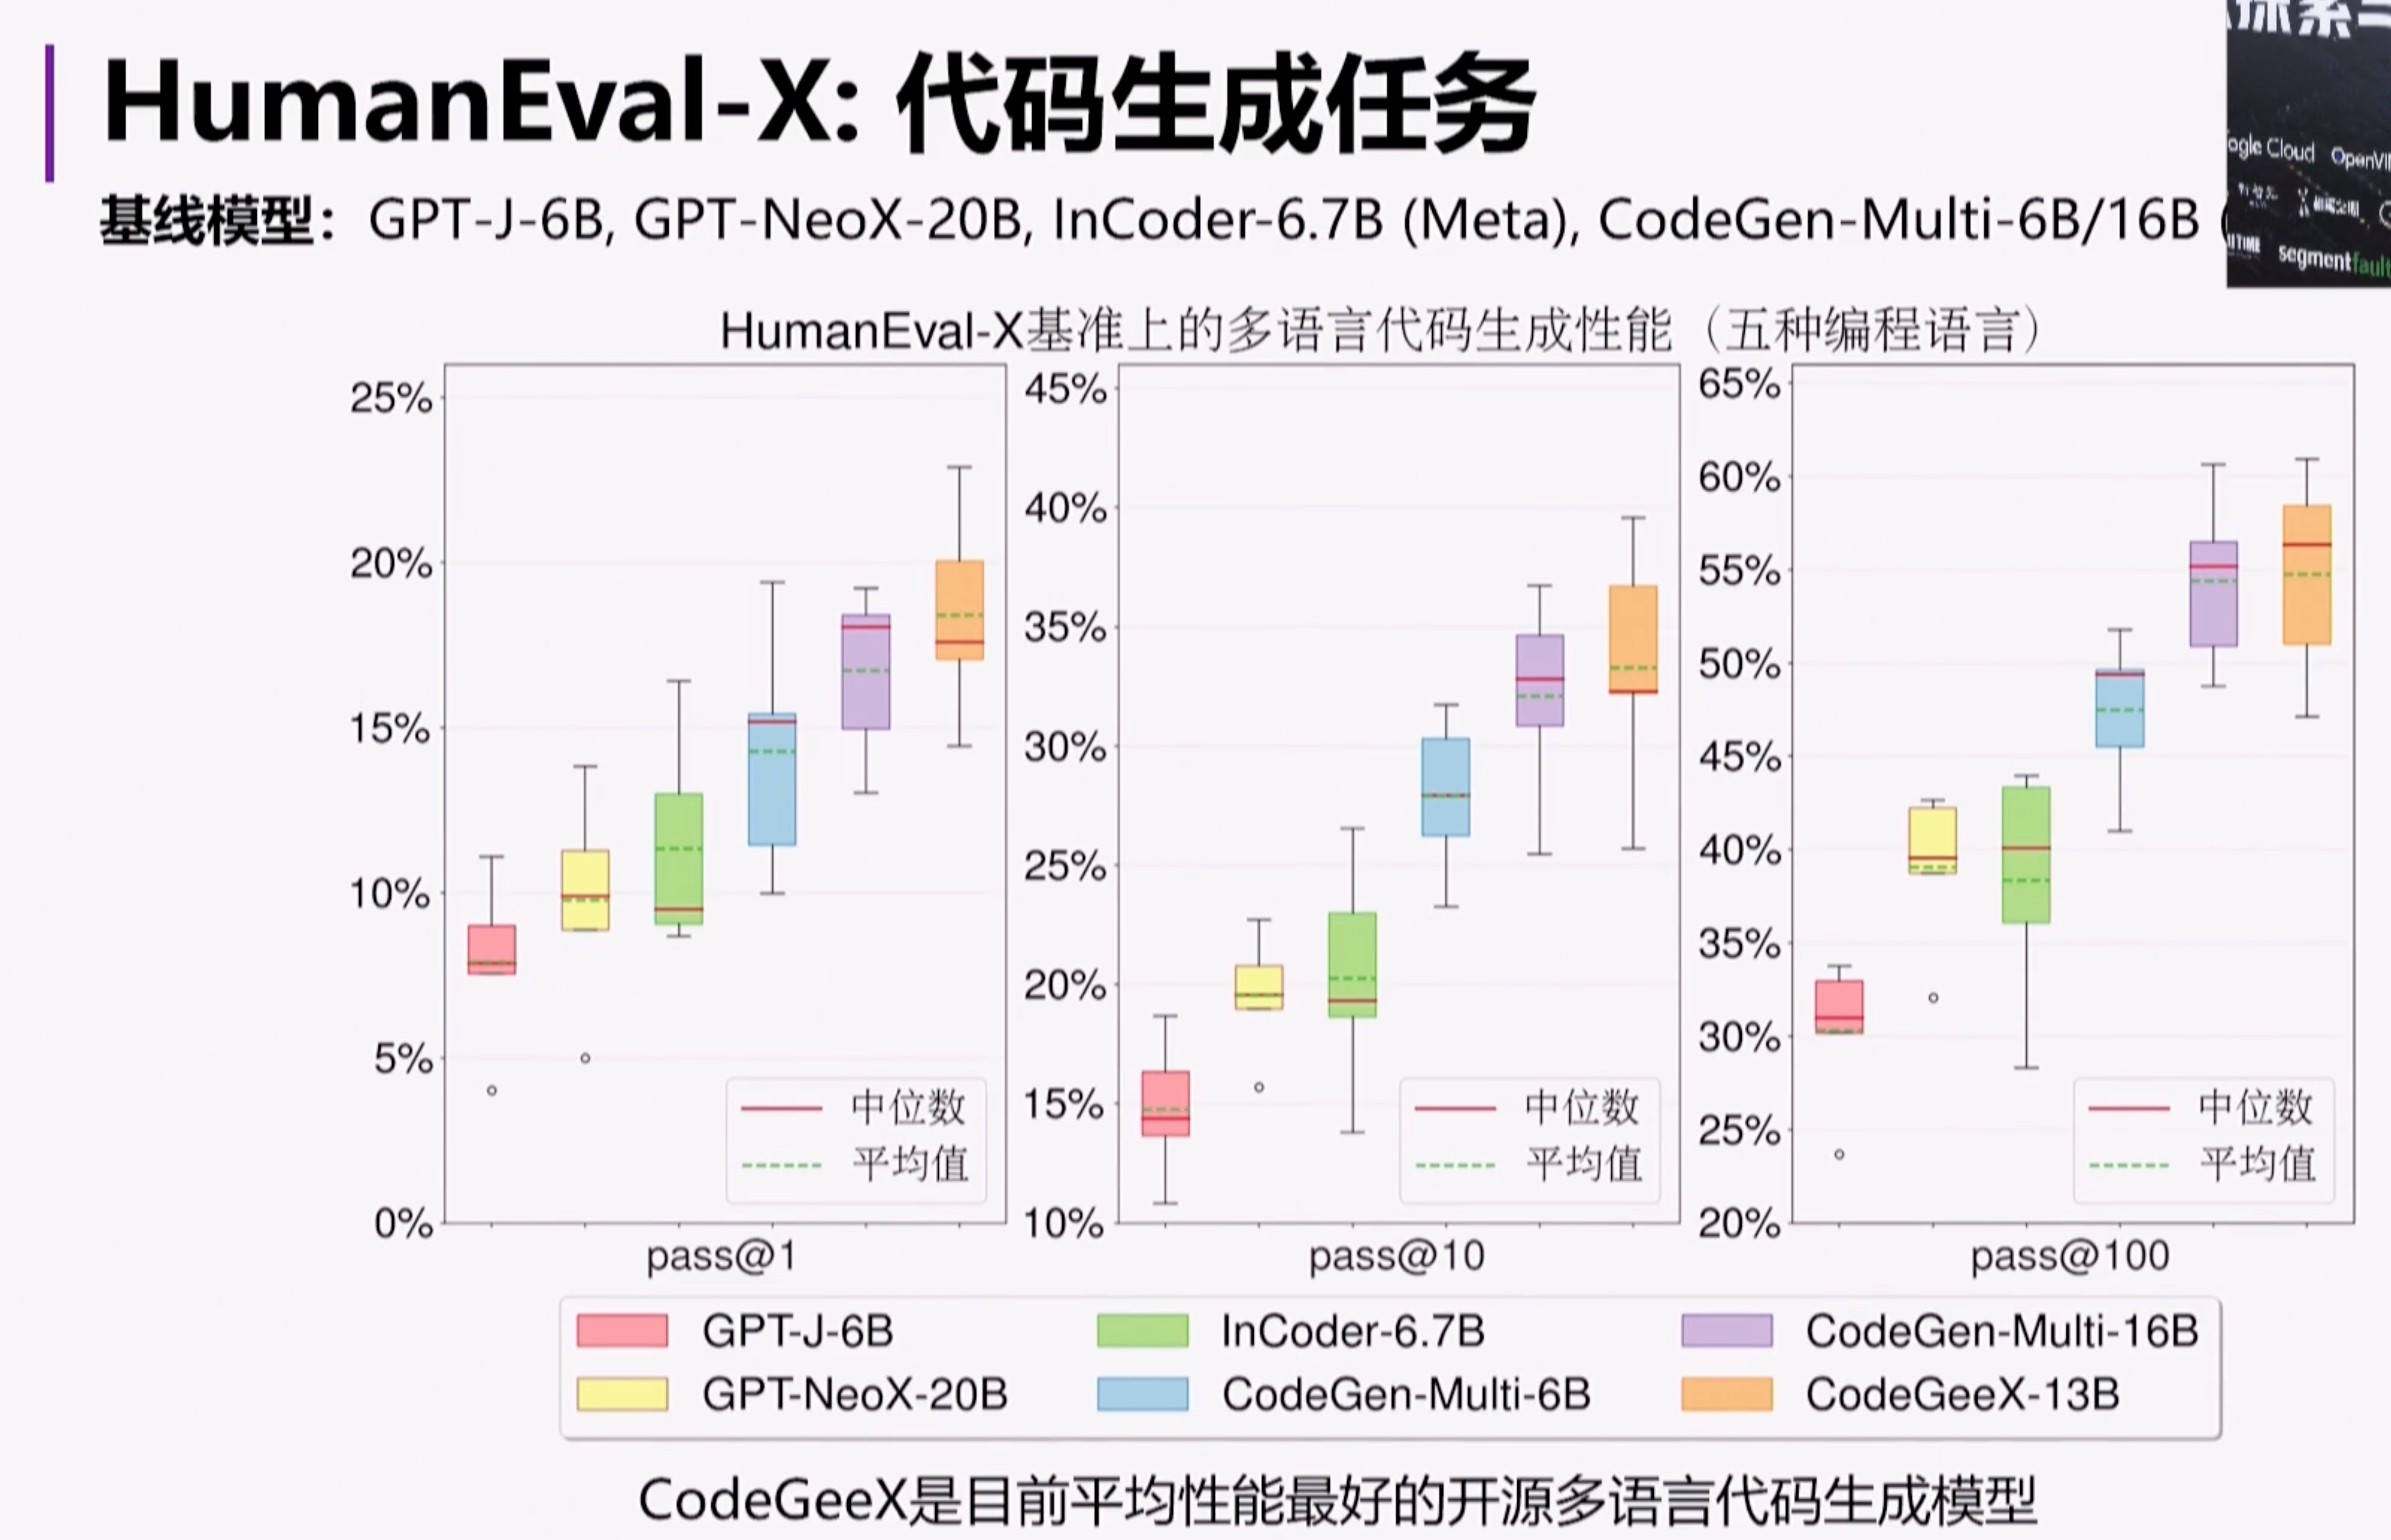 HumanEval-X: 代码生成任务
基线模型：GPT-J-6B, GPT-NeoX-20B, InCoder-6.7B (Meta), CodeGen-Multi-6B/16B (
ogle Cloud OpenVI
segmentfault
HumanEval-X基准上的多语言代码生成性能（五种编程语言）
25%
20%
15%
10%
5%
0%
中位数
平均值
pass@1
45%
40%
35%
30%
25%
20%
15%
10%
中位数
平均值
pass@10
65%
60%
55%
50%
45%
40%
35%
30%
25%
20%
中位数
平均值
pass@100
GPT-J-6B InCoder-6.7B CodeGen-Multi-16B
GPT-NeoX-20B CodeGen-Multi-6B CodeGeeX-13B
CodeGeeX是目前平均性能最好的开源多语言代码生成模型